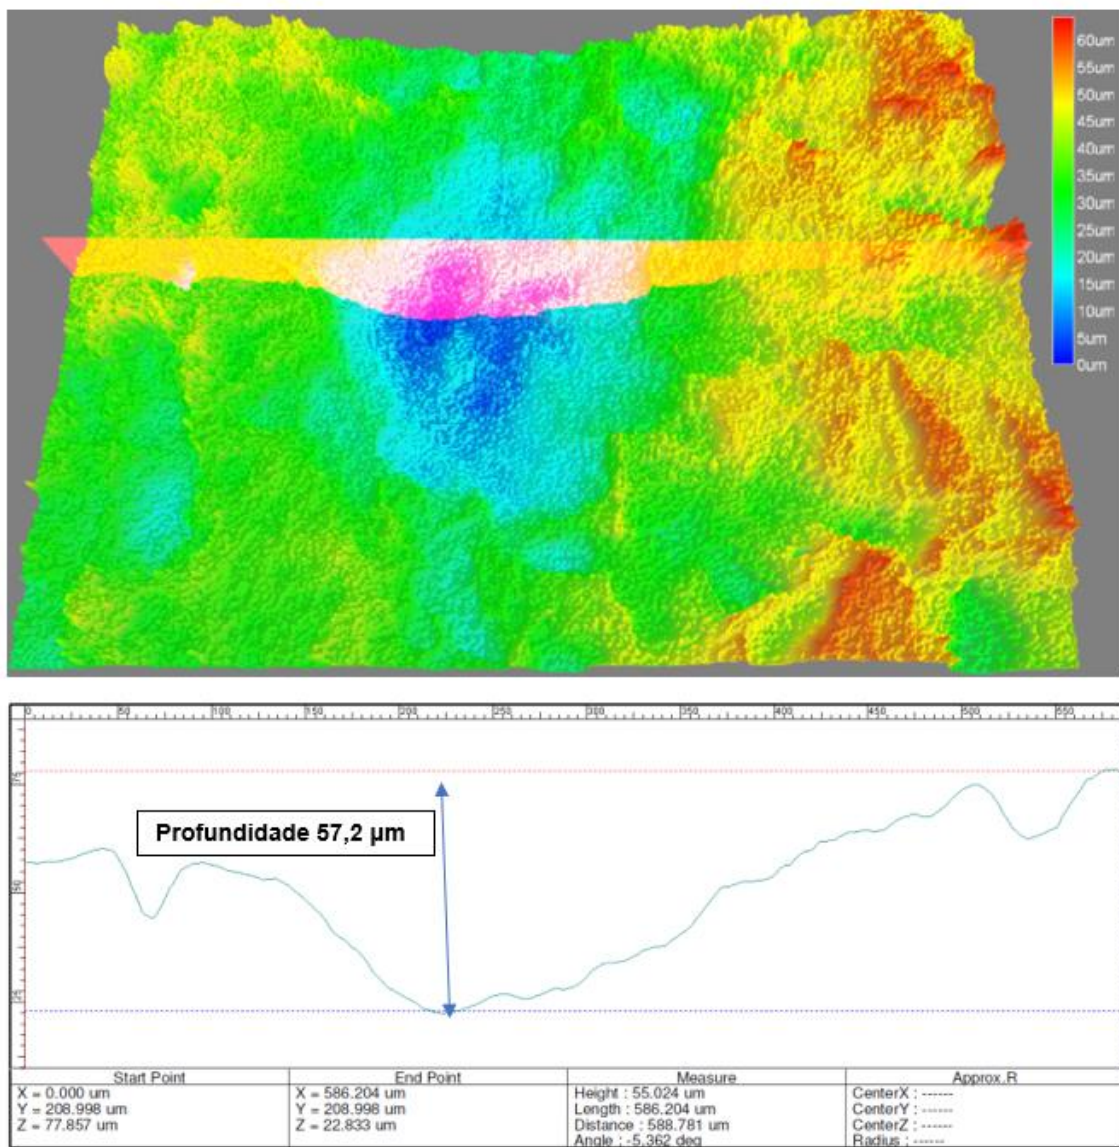 60um
55um
50um
45um
40um
35um
30um
25um
20um
15um
10um
5um
0um
0 50 100 150 200 250 300 350 400 450 500 550
75
50
25
Profundidade 57,2 µm
Start Point End Point Measure Approx.R
X = 0.000 um X = 586.204 um Height : 55.024 um CenterX : ------
Y = 208.998 um Y = 208.998 um Length : 586.204 um CenterY : ------
Z = 77.857 um Z = 22.833 um Distance : 588.781 um CenterZ : ------
Angle : -5.362 deg Radius : ------